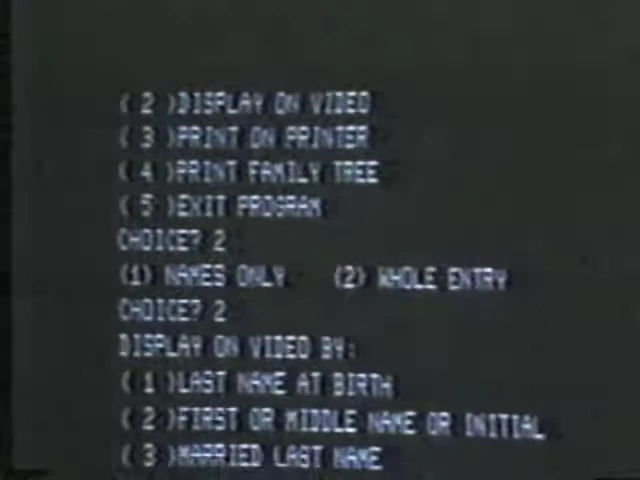 ( 2 )DISPLAY ON VIDEO
( 3 )PRINT ON PRINTER
( 4 )PRINT FAMILY TREE
( 5 )EXIT PROGRAM
CHOICE? 2
(1) NAMES ONLY    (2) WHOLE ENTRY
CHOICE? 2
DISPLAY ON VIDEO BY:
( 1 )LAST NAME AT BIRTH
( 2 )FIRST OR MIDDLE NAME OR INITIAL
( 3 )MARRIED LAST NAME